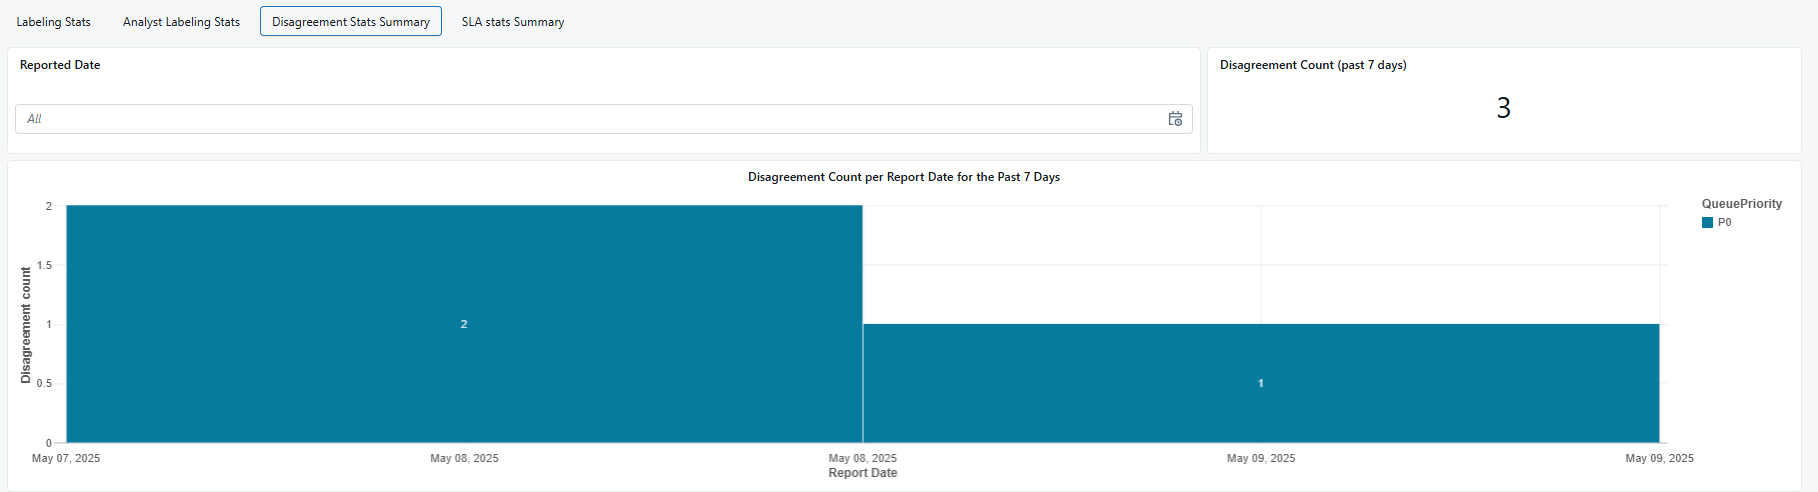 Labeling Stats
Analyst Labeling Stats
Disagreement Stats Summary
SLA stats Summary
Reported Date
All
Disagreement Count (past 7 days)
3
Disagreement Count per Report Date for the Past 7 Days
QueuePriority
P0
Disagreement count
2
1.5
1
0.5
0
2
1
May 07, 2025
May 08, 2025
May 08, 2025
May 09, 2025
May 09, 2025
Report Date